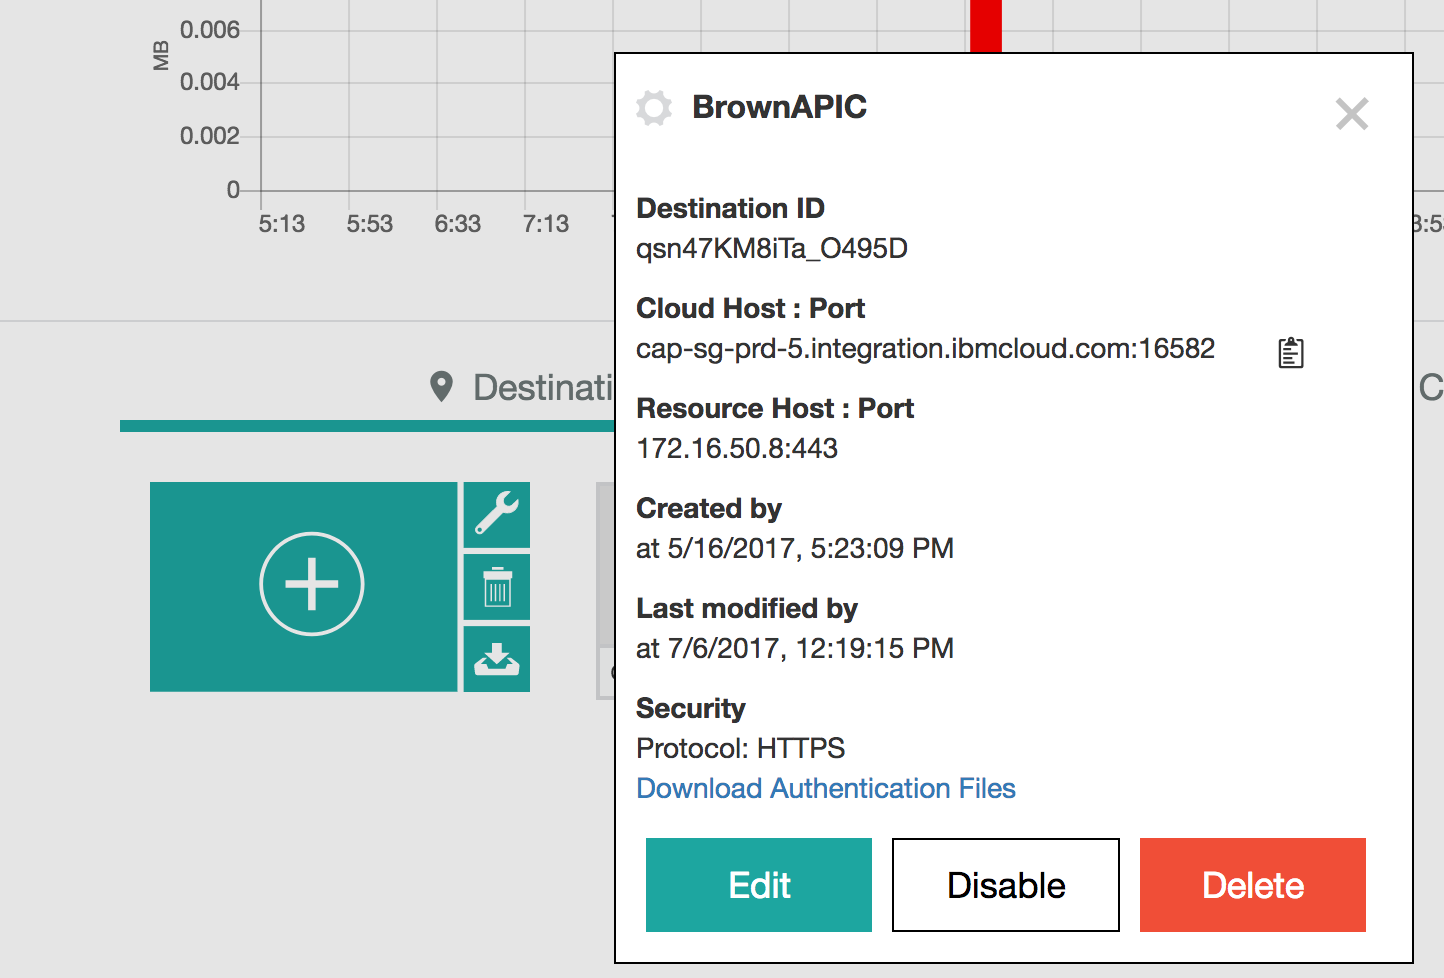 0.006
MB
0.004
0.002
0
5:13 5:53 6:33 7:13
BrownAPIC
Destination ID
qsn47KM8iTa_O495D
Cloud Host : Port
cap-sg-prd-5.integration.ibmcloud.com:16582
Resource Host : Port
172.16.50.8:443
Created by
at 5/16/2017, 5:23:09 PM
Last modified by
at 7/6/2017, 12:19:15 PM
Security
Protocol: HTTPS
Download Authentication Files
Edit
Disable
Delete
Destinati
C